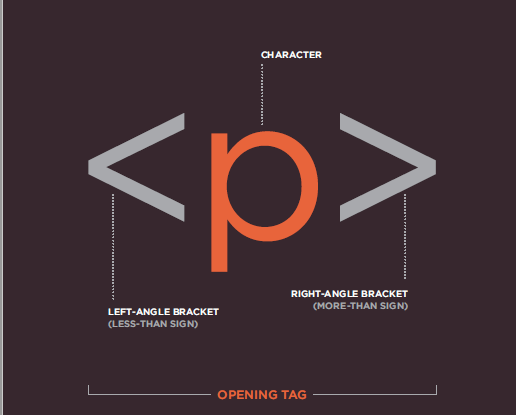 CHARACTER
<p>
RIGHT-ANGLE BRACKET
(MORE-THAN SIGN)
LEFT-ANGLE BRACKET
(LESS-THAN SIGN)
OPENING TAG